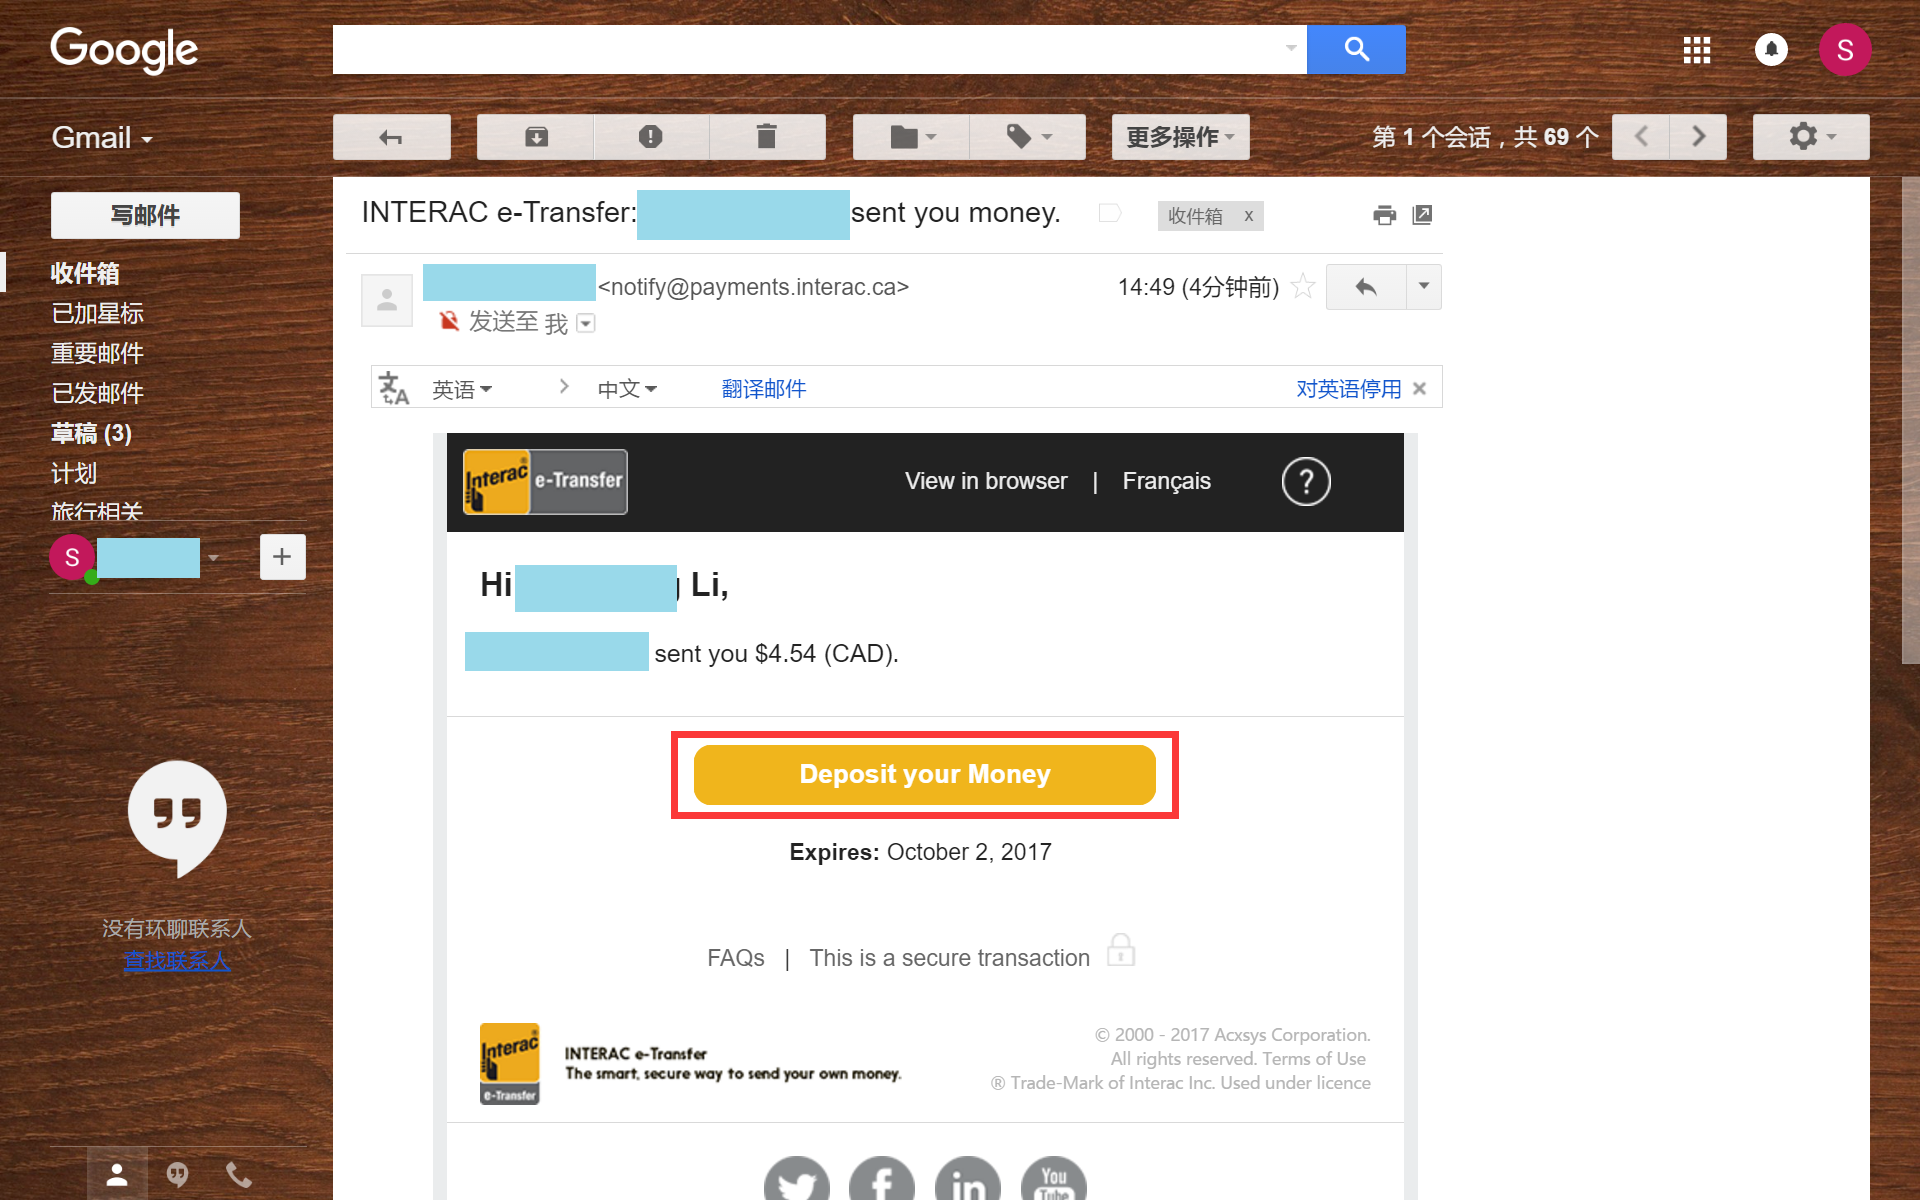 Google
S
Gmail
更多操作
第 1 个会话，共 69 个
写邮件
收件箱
已加星标
重要邮件
已发邮件
草稿 (3)
计划
旅行相关
S
没有环聊联系人
查找联系人
INTERAC e-Transfer: sent you money.
收件箱 x
<notify@payments.interac.ca>
14:49 (4分钟前)
发送至 我
英语 > 中文 翻译邮件 对英语停用
Interac e-Transfer
View in browser | Français
?
Hi Li,
sent you $4.54 (CAD).
Deposit your Money
Expires: October 2, 2017
FAQs | This is a secure transaction
Interac
e-Transfer
INTERAC e-Transfer
The smart, secure way to send your own money.
© 2000 - 2017 Acxsys Corporation.
All rights reserved. Terms of Use
® Trade-Mark of Interac Inc. Used under licence
f in You Tube